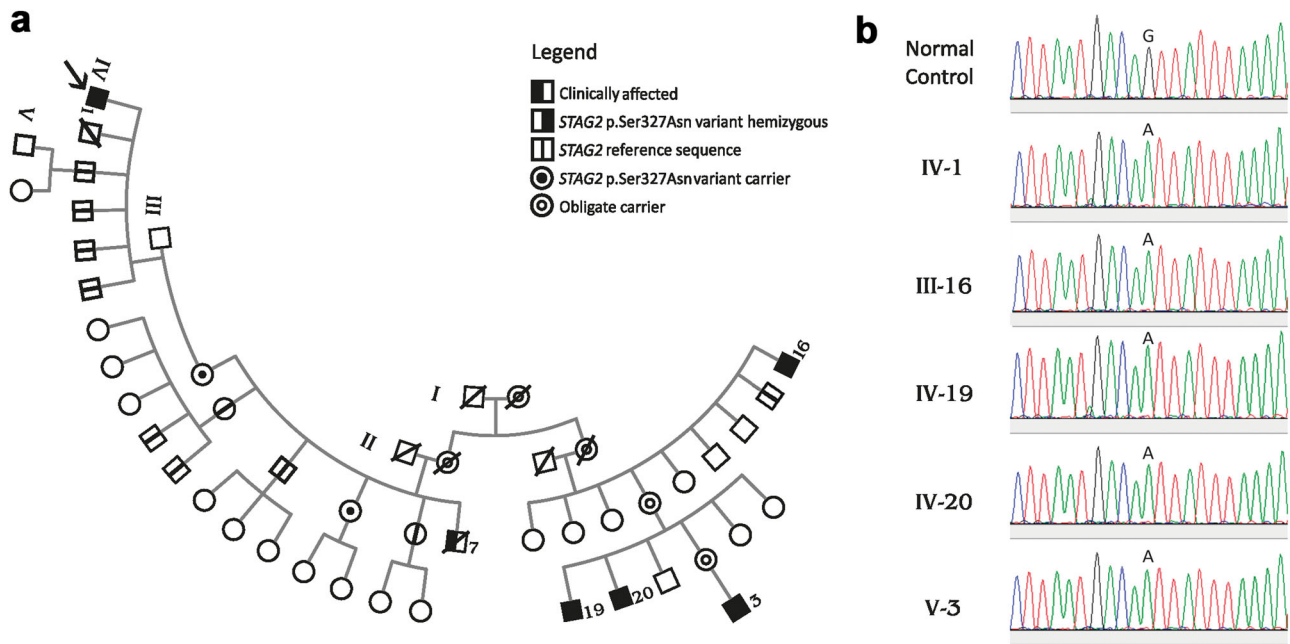 a
Legend
Clinically affected
STAG2 p.Ser327Asn variant hemizygous
STAG2 reference sequence
STAG2 p.Ser327Asn variant carrier
Obligate carrier
IV
1
V
III
I
II
7
16
19
20
3
b
Normal
Control
G
IV-1
A
III-16
A
IV-19
A
IV-20
A
V-3
A